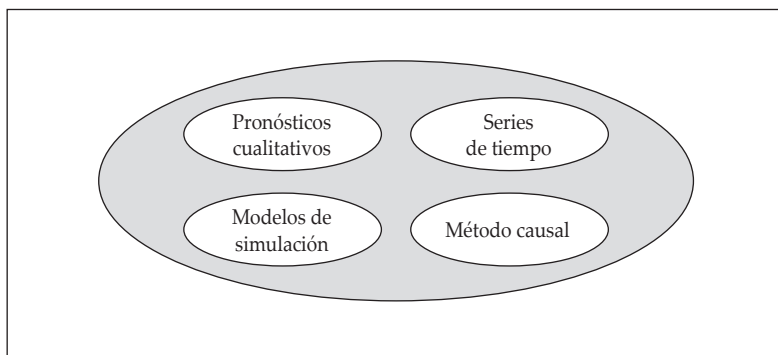 Pronósticos
cualitativos
Series
de tiempo
Modelos de
simulación
Método causal